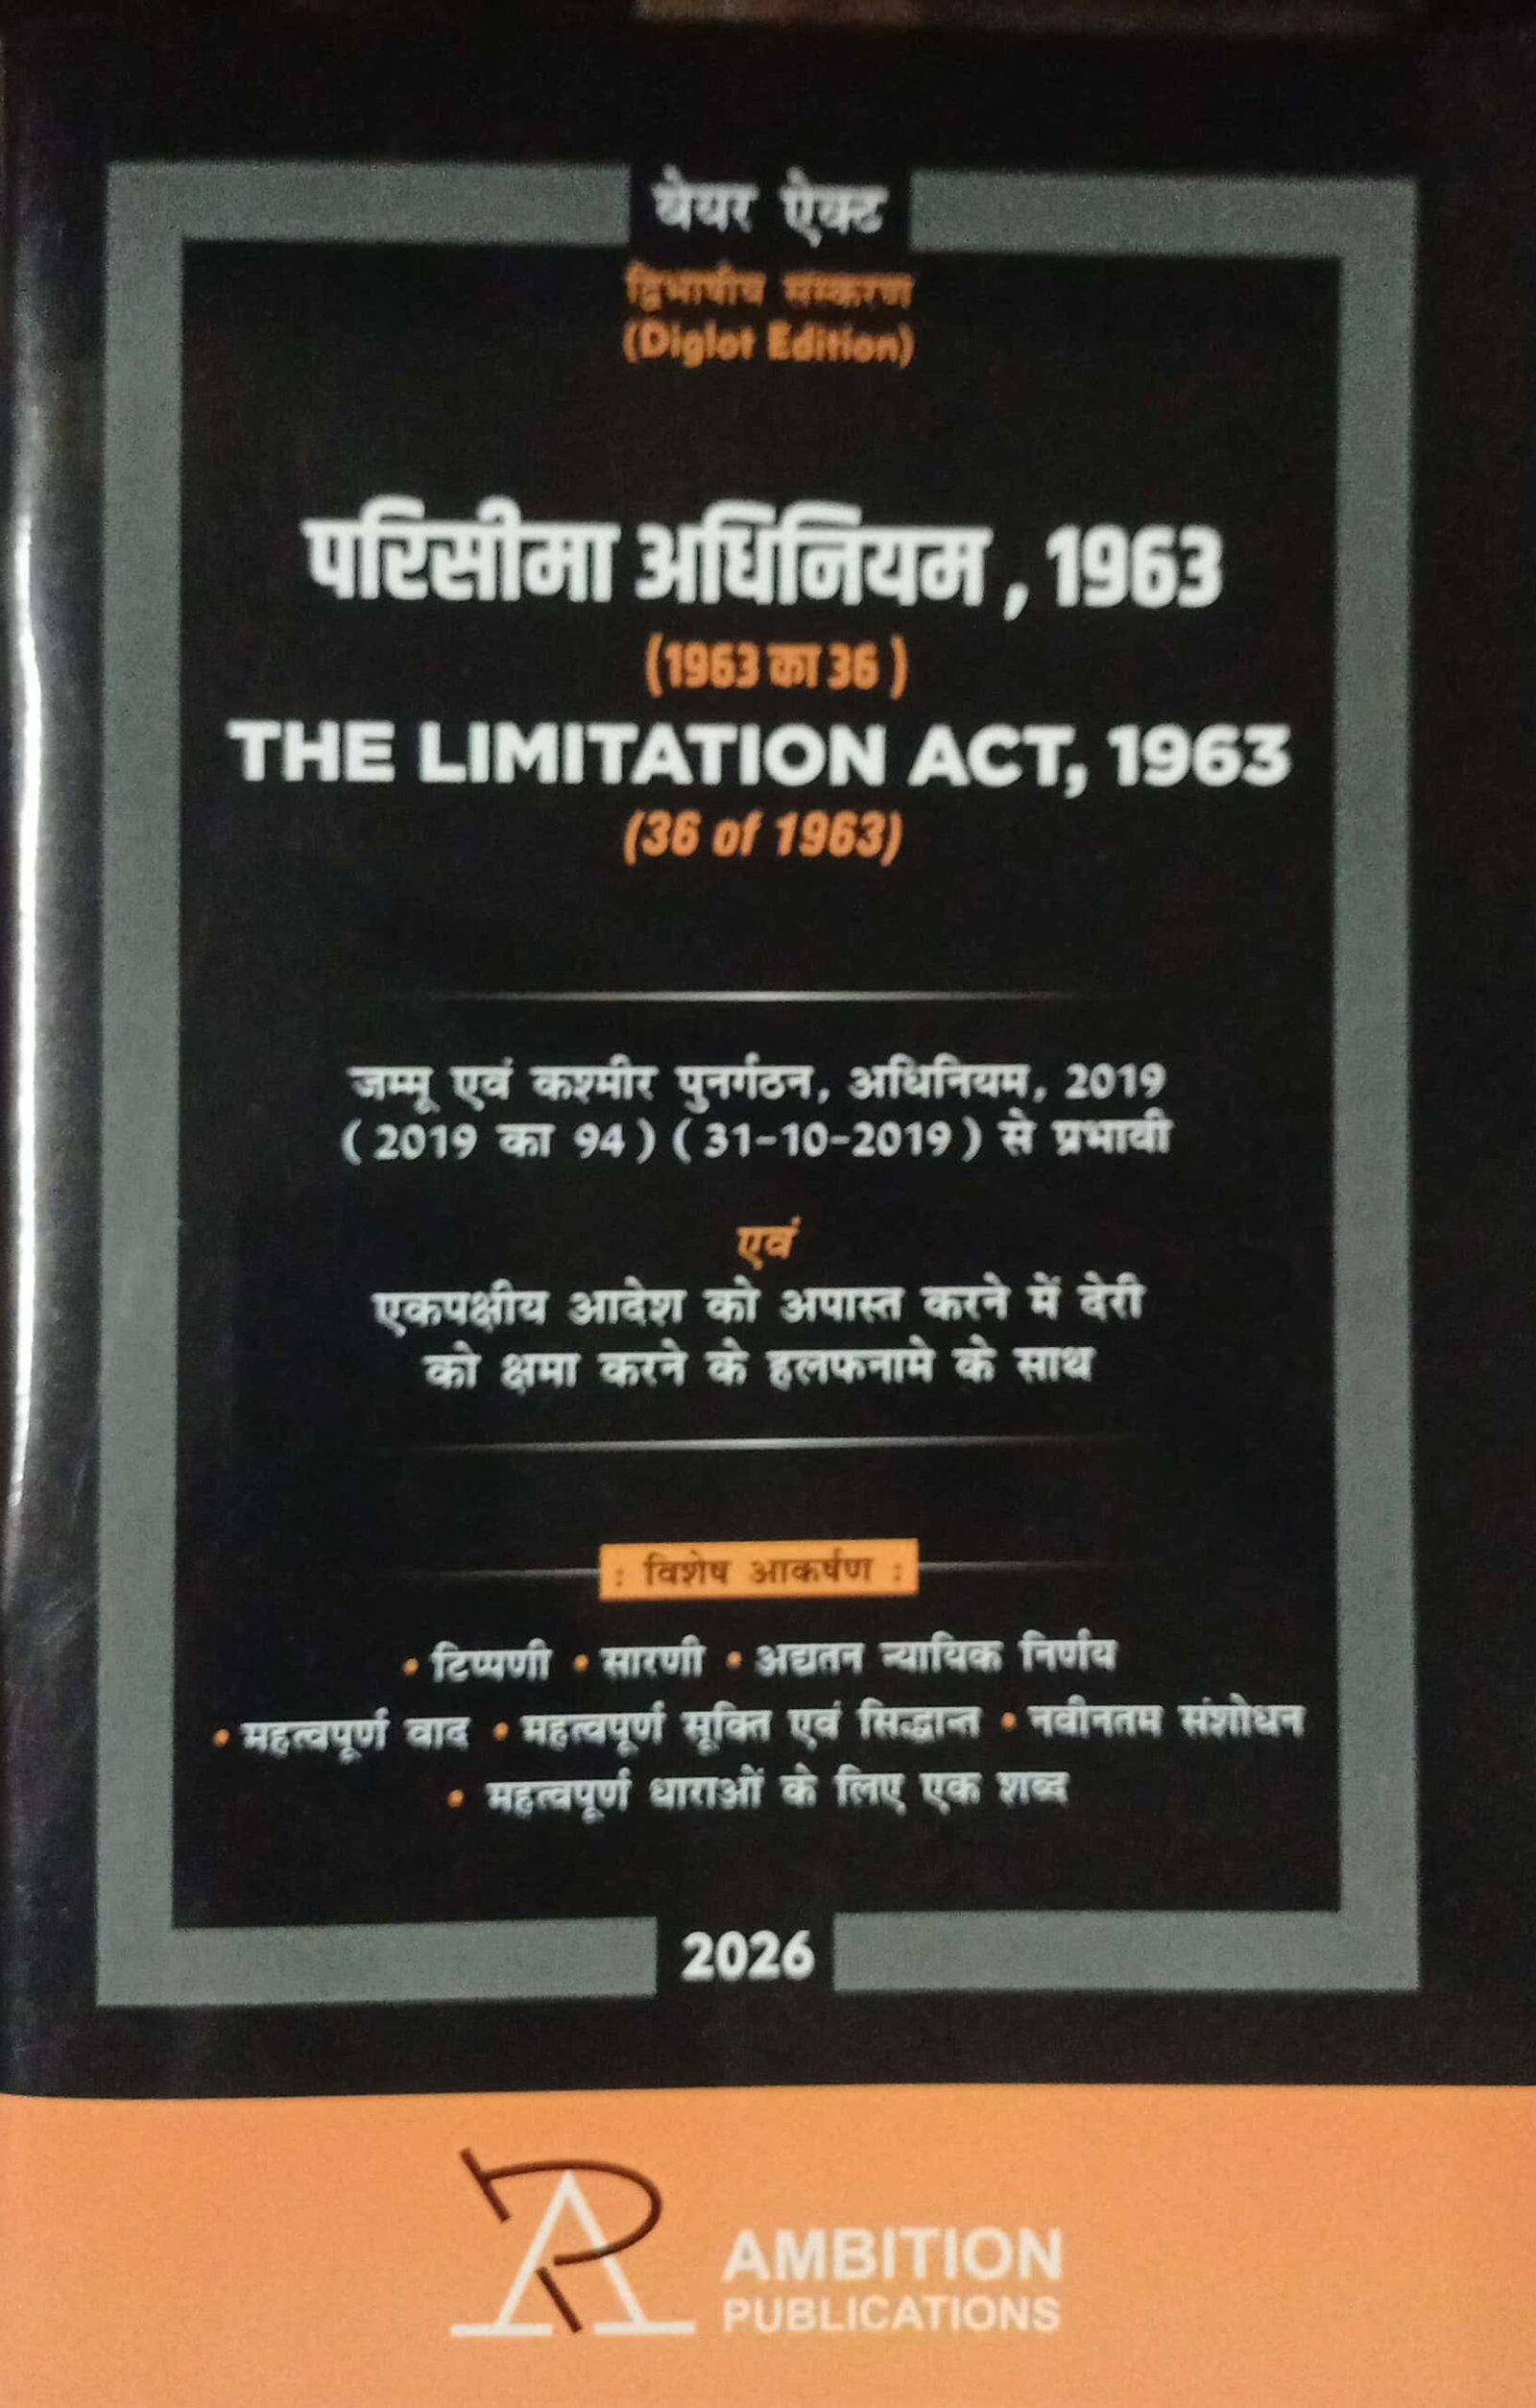 बेयर ऐक्ट
द्विभाषीय संस्करण
(Diglot Edition)
परिसीमा अधिनियम , 1963
(1963 का 36 )
THE LIMITATION ACT, 1963
(36 of 1963)
जम्मू एवं कश्मीर पुनर्गठन, अधिनियम, 2019
( 2019 का 94 ) ( 31-10-2019 ) से प्रभावी
एवं
एकपक्षीय आदेश को अपास्त करने में देरी
को क्षमा करने के हलफनामे के साथ
: विशेष आकर्षण :
• टिप्पणी • सारणी • अद्यतन न्यायिक निर्णय
• महत्वपूर्ण वाद • महत्वपूर्ण सूक्ति एवं सिद्धान्त • नवीनतम संशोधन
• महत्वपूर्ण धाराओं के लिए एक शब्द
2026
AMBITION
PUBLICATIONS